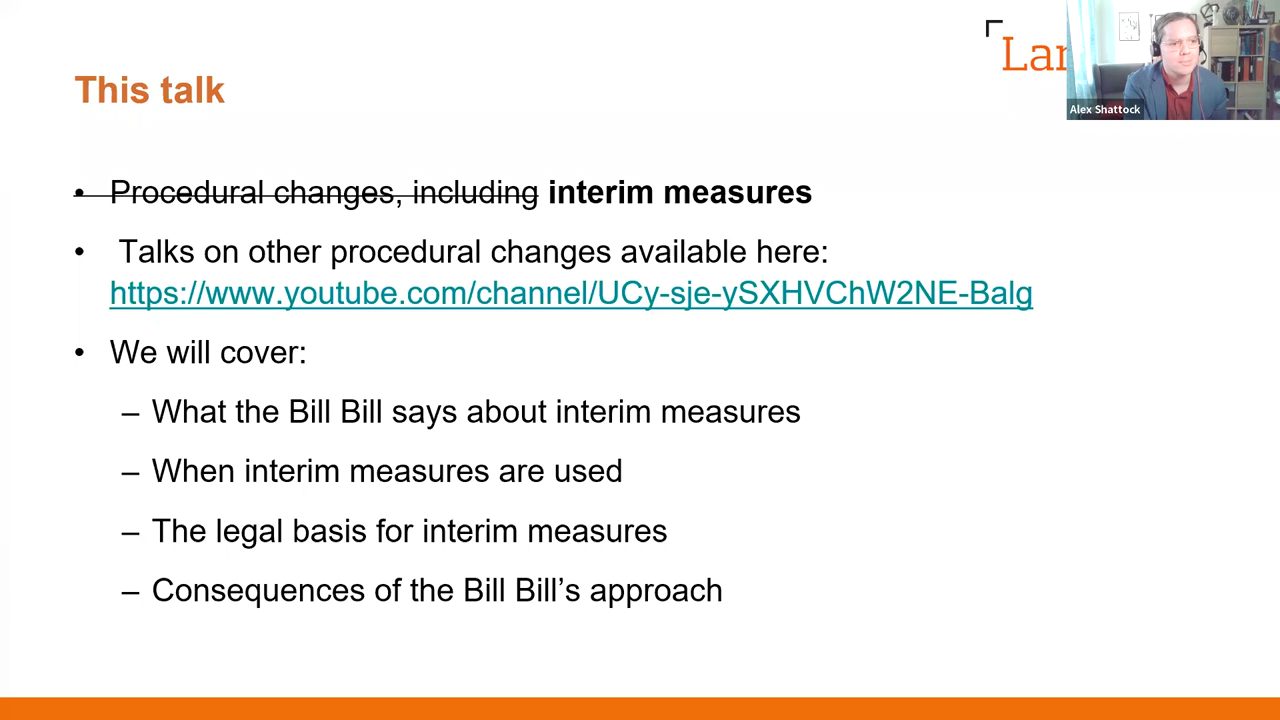 Lan
Alex Shattock
This talk
• Procedural changes, including interim measures
• Talks on other procedural changes available here:
https://www.youtube.com/channel/UCy-sje-ySXHVChW2NE-Balg
• We will cover:
– What the Bill Bill says about interim measures
– When interim measures are used
– The legal basis for interim measures
– Consequences of the Bill Bill’s approach